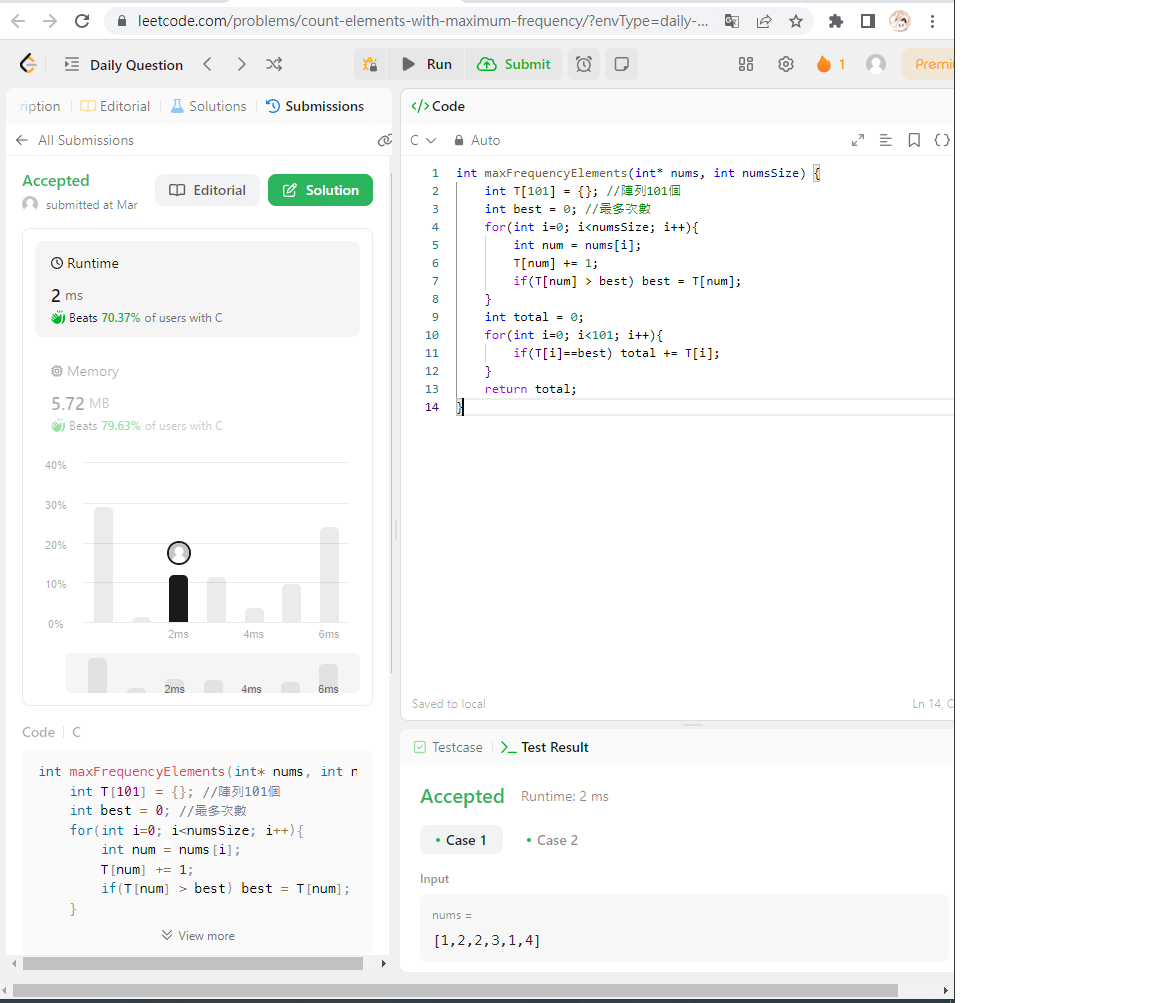 leetcode.com/problems/count-elements-with-maximum-frequency/?envType=daily-...
Daily Question
Run
Submit
1
Premi
ription
Editorial
Solutions
Submissions
All Submissions
Accepted
submitted at Mar
Editorial
Solution
Runtime
2 ms
Beats 70.37% of users with C
Memory
5.72 MB
Beats 79.63% of users with C
40%
30%
20%
10%
0%
2ms 4ms 6ms
2ms 4ms 6ms
Code C
int maxFrequencyElements(int* nums, int n
int T[101] = {}; //陣列101個
int best = 0; //最多次數
for(int i=0; i<numsSize; i++){
int num = nums[i];
T[num] += 1;
if(T[num] > best) best = T[num];
}
View more
</> Code
C
Auto
1 int maxFrequencyElements(int* nums, int numsSize) {
2 int T[101] = {}; //陣列101個
3 int best = 0; //最多次數
4 for(int i=0; i<numsSize; i++){
5 int num = nums[i];
6 T[num] += 1;
7 if(T[num] > best) best = T[num];
8 }
9 int total = 0;
10 for(int i=0; i<101; i++){
11 if(T[i]==best) total += T[i];
12 }
13 return total;
14 }
Saved to local
Ln 14, C
Testcase
Test Result
Accepted Runtime: 2 ms
• Case 1 • Case 2
Input
nums =
[1,2,2,3,1,4]